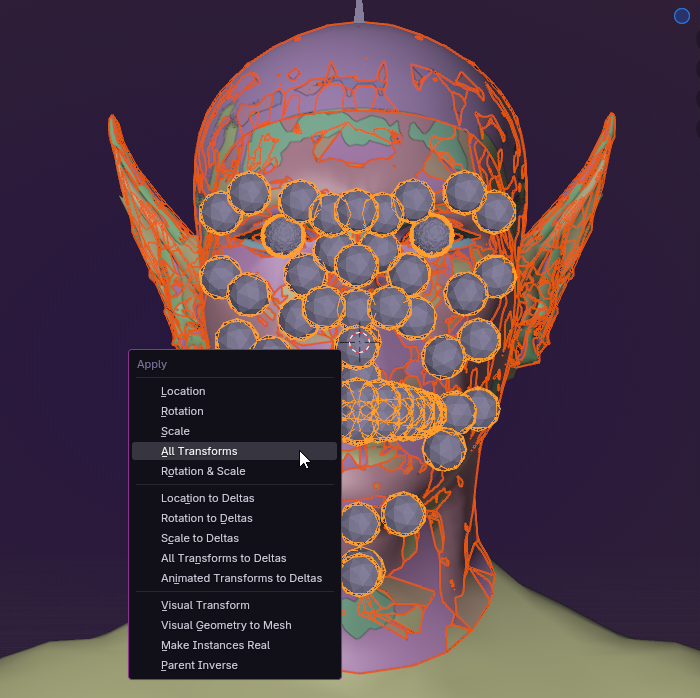 Apply
Location
Rotation
Scale
All Transforms
Rotation & Scale
Location to Deltas
Rotation to Deltas
Scale to Deltas
All Transforms to Deltas
Animated Transforms to Deltas
Visual Transform
Visual Geometry to Mesh
Make Instances Real
Parent Inverse